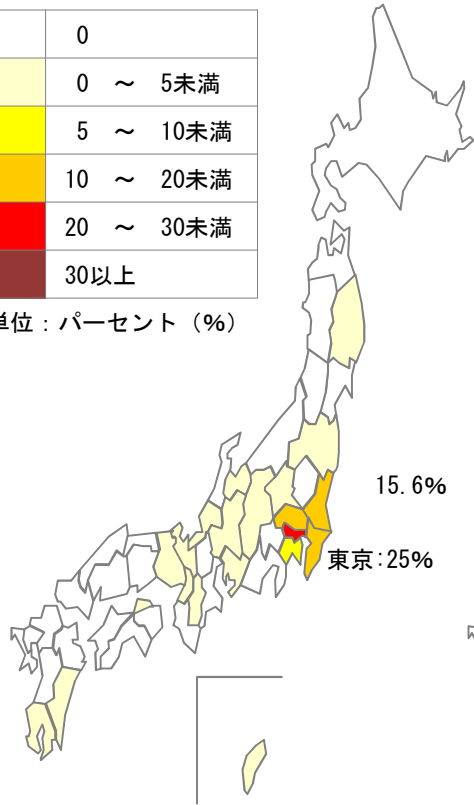 0
0 ～ 5未満
5 ～ 10未満
10 ～ 20未満
20 ～ 30未満
30以上
単位：パーセント（%）
15.6%
東京:25%